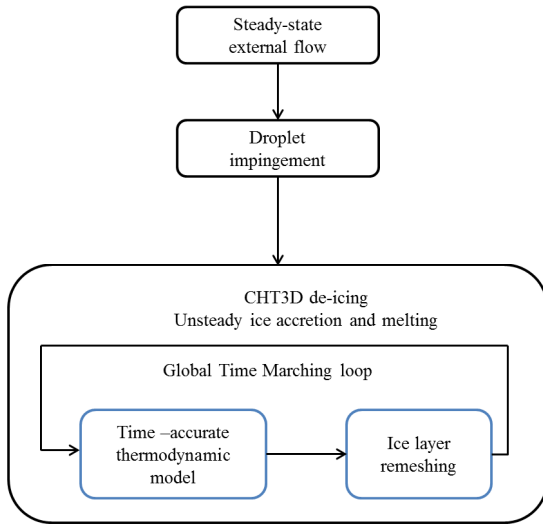 Steady-state
external flow
Droplet
impingement
CHT3D de-icing
Unsteady ice accretion and melting
Global Time Marching loop
Time –accurate
thermodynamic
model
Ice layer
remeshing